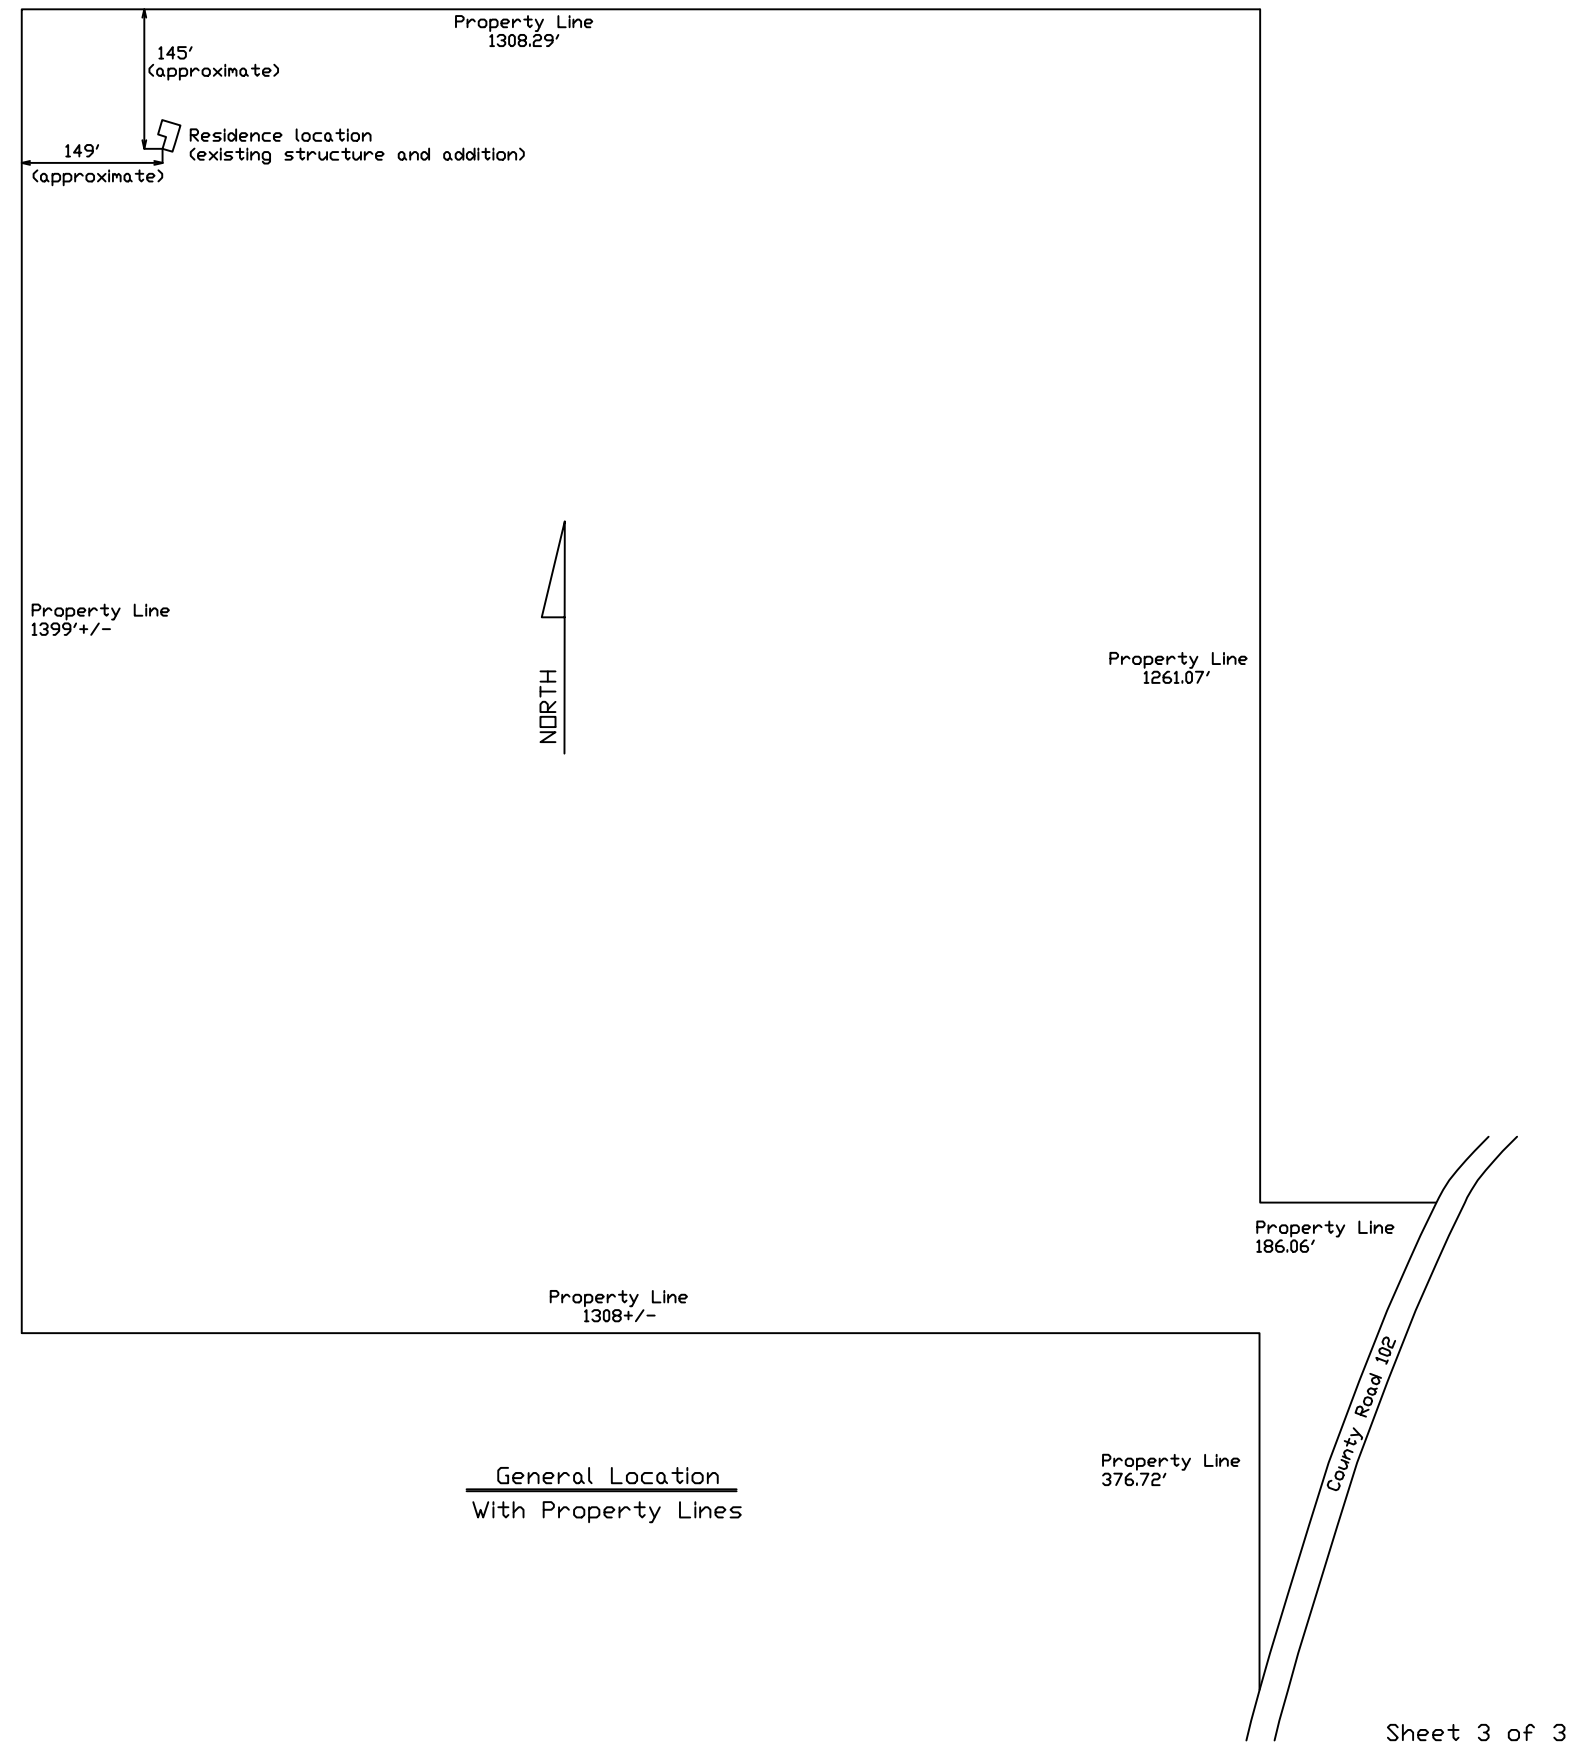 Property Line
1308.29'
145'
(approximate)
Residence location
(existing structure and addition)
149'
(approximate)
Property Line
1399'+/-
NORTH
Property Line
1261.07'
Property Line
186.06'
Property Line
1308+/-
County Road 102
Property Line
376.72'
General Location
With Property Lines
Sheet 3 of 3